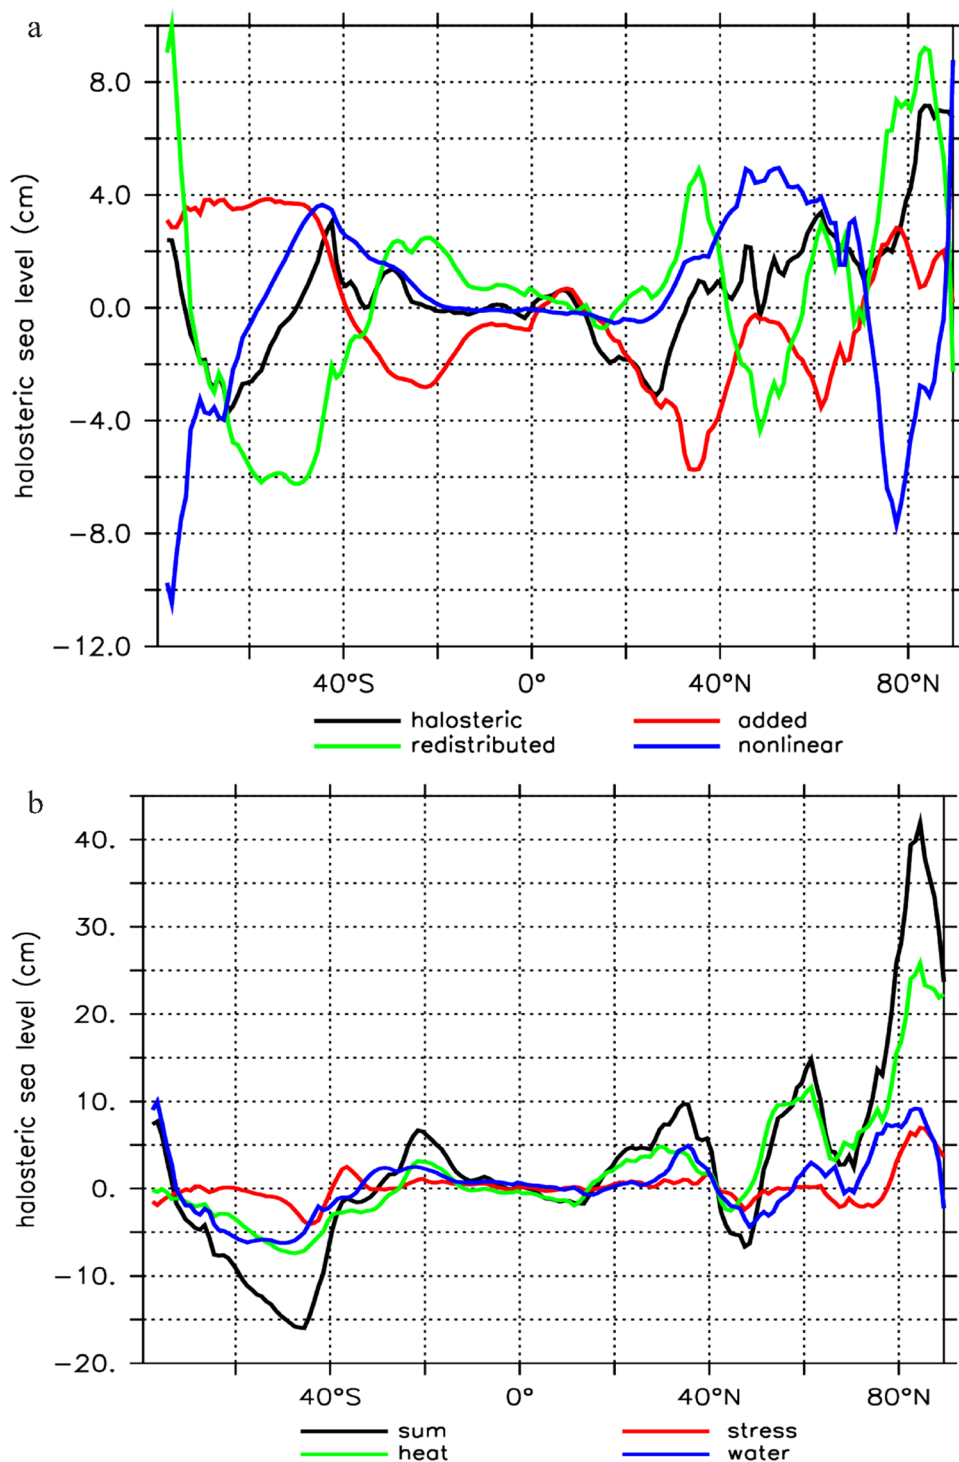 a
halosteric sea level (cm)
8.0
4.0
0.0
−4.0
−8.0
−12.0
40°S 0° 40°N 80°N
halosteric added
redistributed nonlinear
b
halosteric sea level (cm)
40.
30.
20.
10.
0
−10.
−20.
40°S 0° 40°N 80°N
sum stress
heat water